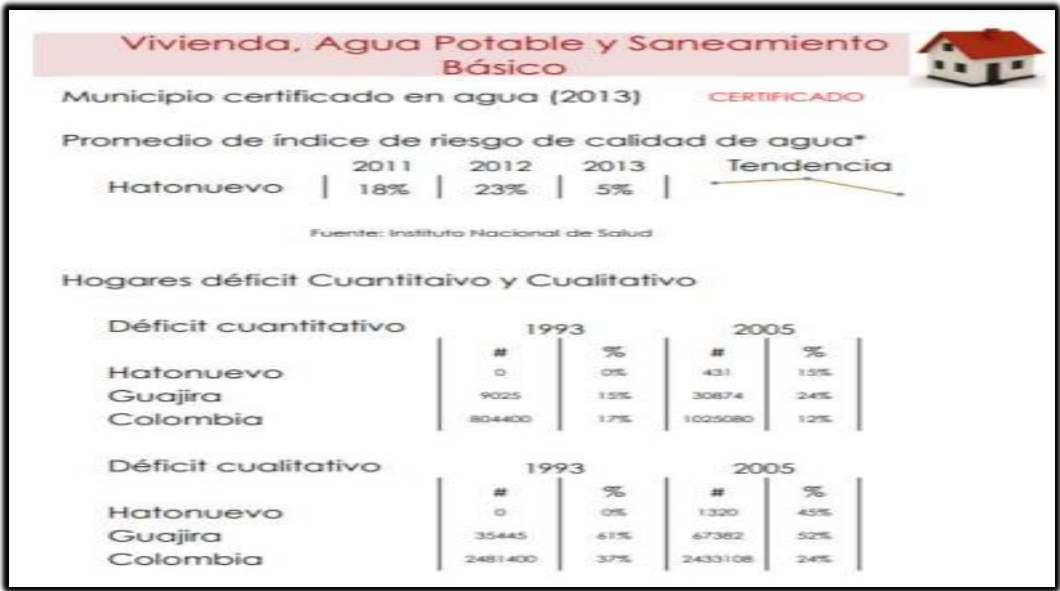 Vivienda, Agua Potable y Saneamiento
Básico
Municipio certificado en agua (2013) CERTIFICADO
Promedio de índice de riesgo de calidad de agua*
2011 2012 2013 Tendencia
Hatonuevo 18% 23% 5%
Fuente: Instituto Nacional de Salud
Hogares déficit Cuantitaivo y Cualitativo
Déficit cuantitativo 1993 2005
# % # %
Hatonuevo 0 0% 431 15%
Guajira 9025 15% 30874 24%
Colombia 804400 17% 1025080 12%
Déficit cualitativo 1993 2005
# % # %
Hatonuevo 0 0% 1320 45%
Guajira 35445 61% 67382 52%
Colombia 2481400 37% 2433108 24%